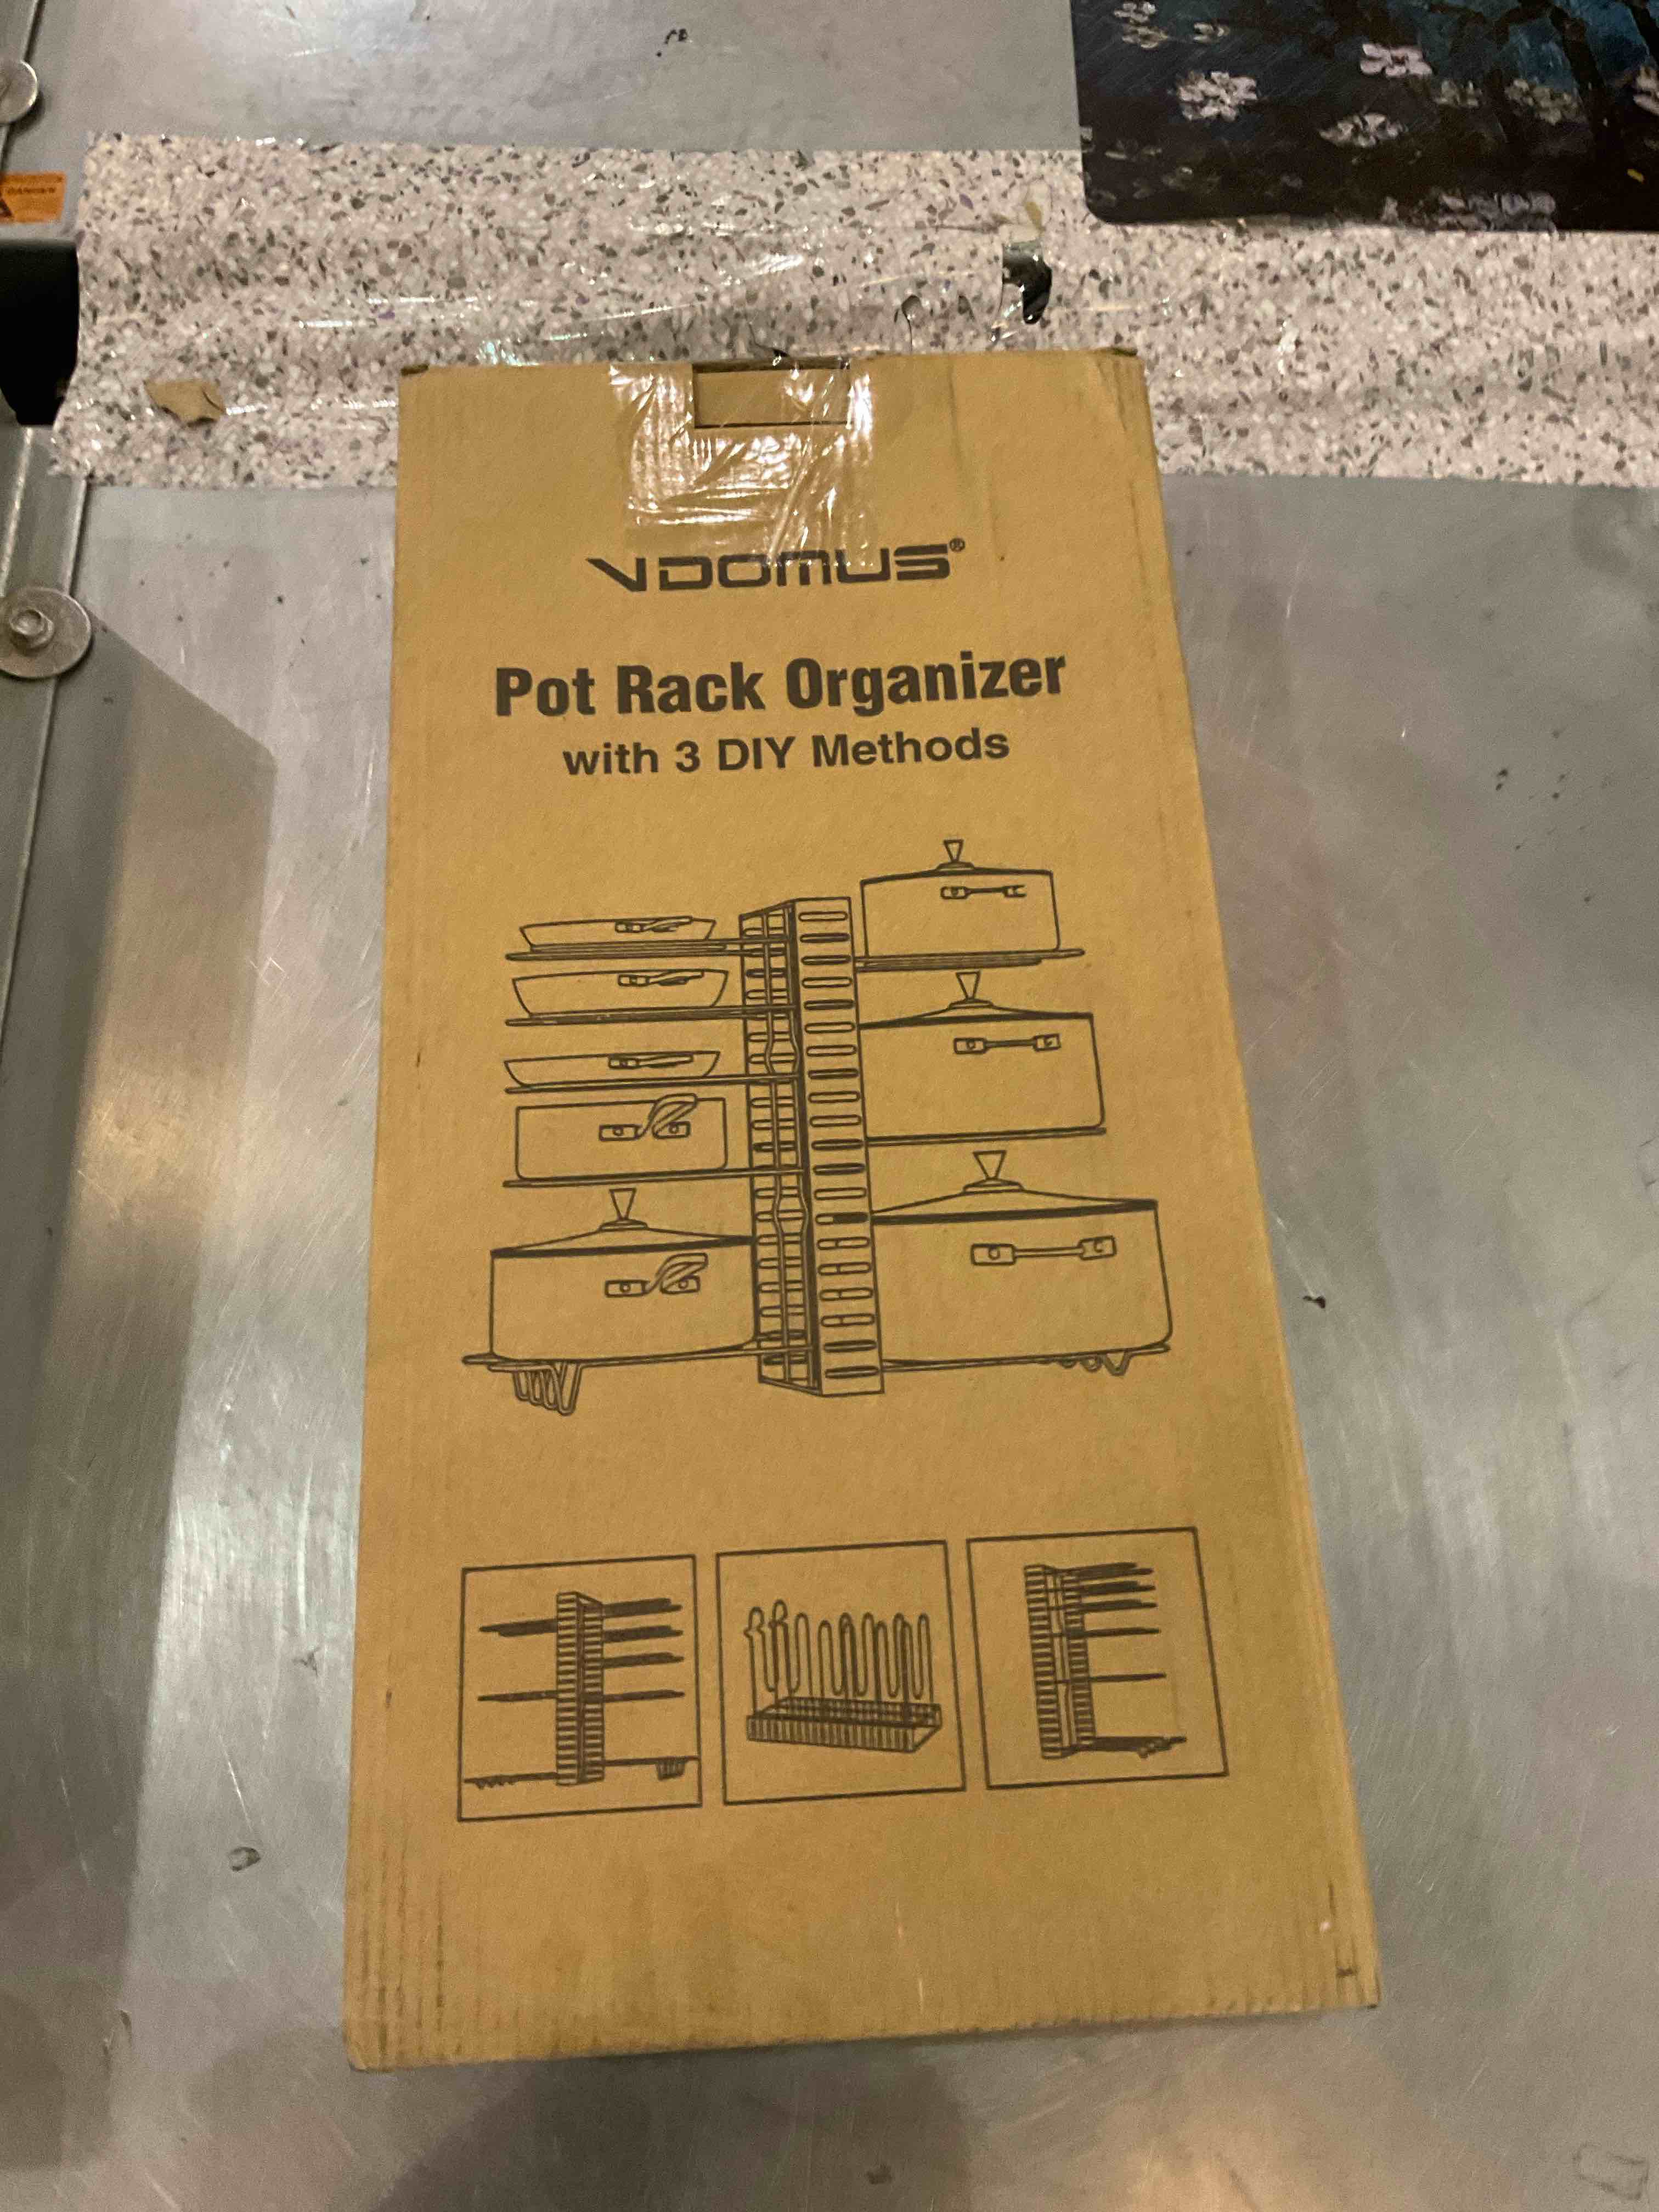 VDOMUS®
Pot Rack Organizer
with 3 DIY Methods